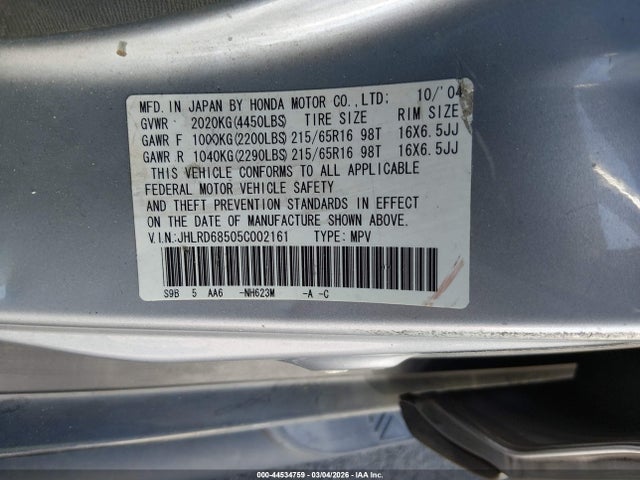 MFD. IN JAPAN BY HONDA MOTOR CO.,LTD: 10/'04
GVWR 2020KG(4450LBS) TIRE SIZE RIM SIZE
GAWR F 1000KG(2200LBS) 215/65R16 98T 16X6.5JJ
GAWR R 1040KG(2290LBS) 215/65R16 98T 16X6.5JJ
THIS VEHICLE CONFORMS TO ALL APPLICABLE
FEDERAL MOTOR VEHICLE SAFETY
AND THEFT PREVENTION STANDARDS IN EFFECT
ON THE DATE OF MANUFACTURE SHOWN ABOVE.
V.I.N:JHLRD68505C002161 TYPE: MPV
S9B 5 AA6 -NH623M -A -C
000-44534759 - 03/04/2026 - IAA Inc.